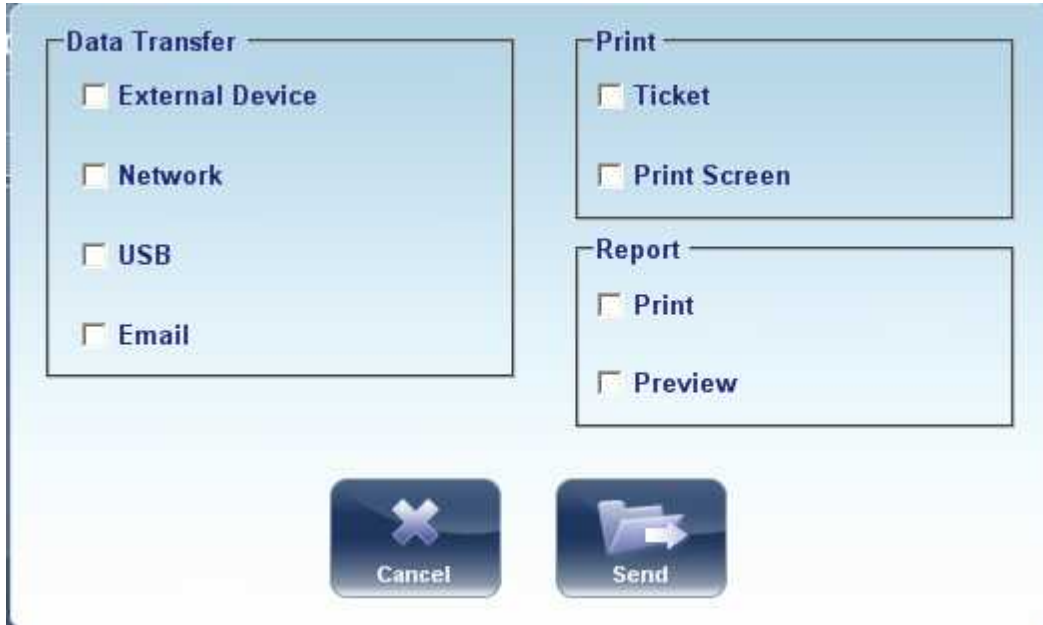 Data Transfer
External Device
Network
USB
Email
Print
Ticket
Print Screen
Report
Print
Preview
Cancel
Send